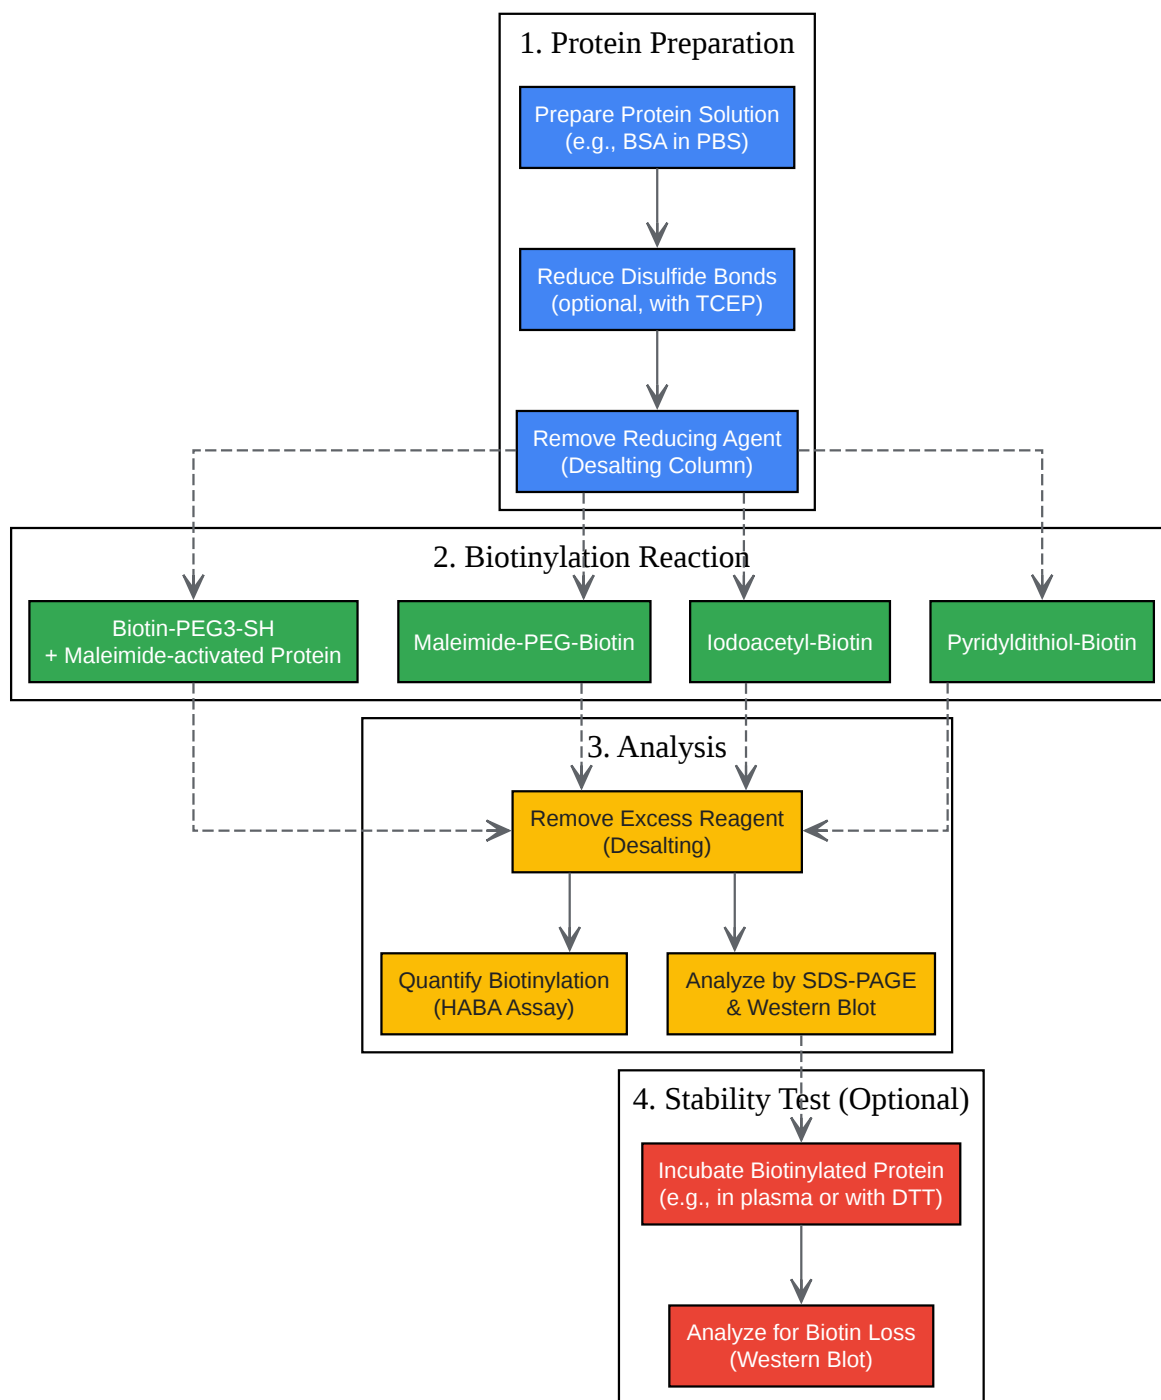 1. Protein Preparation
Prepare Protein Solution
(e.g., BSA in PBS)
Reduce Disulfide Bonds
(optional, with TCEP)
Remove Reducing Agent
(Desalting Column)
2. Biotinylation Reaction
Biotin-PEG3-SH
+ Maleimide-activated Protein
Maleimide-PEG-Biotin
Iodoacetyl-Biotin
Pyridyldithiol-Biotin
3. Analysis
Remove Excess Reagent
(Desalting)
Quantify Biotinylation
(HABA Assay)
Analyze by SDS-PAGE
& Western Blot
4. Stability Test (Optional)
Incubate Biotinylated Protein
(e.g., in plasma or with DTT)
Analyze for Biotin Loss
(Western Blot)